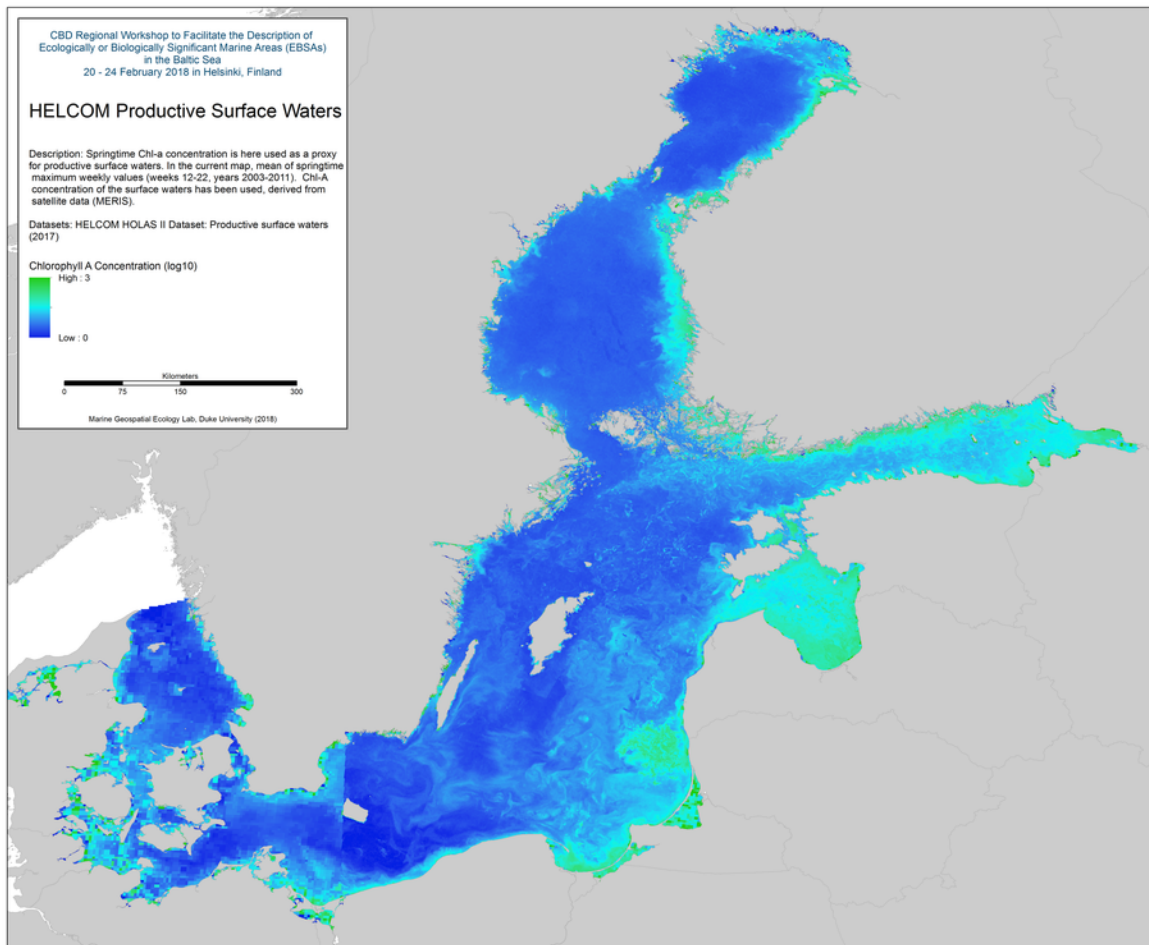 CBD Regional Workshop to Facilitate the Description of
Ecologically or Biologically Significant Marine Areas (EBSAs)
in the Baltic Sea
20 - 24 February 2018 in Helsinki, Finland
HELCOM Productive Surface Waters
Description: Springtime Chl-a concentration is here used as a proxy
for productive surface waters. In the current map, mean of springtime
maximum weekly values (weeks 12-22, years 2003-2011). Chl-A
concentration of the surface waters has been used, derived from
satellite data (MERIS).
Datasets: HELCOM HOLAS II Dataset: Productive surface waters
(2017)
Chlorophyll A Concentration (log10)
High : 3
Low : 0
Kilometers
0 75 150 300
Marine Geospatial Ecology Lab, Duke University (2018)